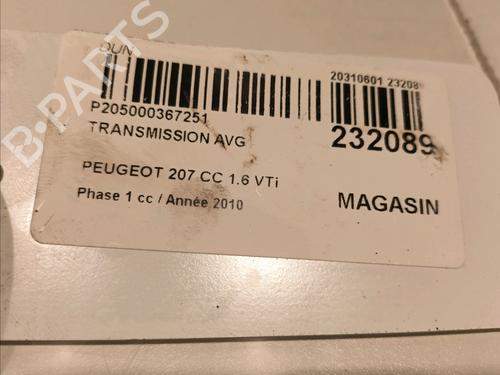 DUN
20310601 23208
P205000367251
TRANSMISSION AVG
232089
PEUGEOT 207 CC 1.6 VTi
Phase 1 cc / Année 2010
MAGASIN
B-PARTS